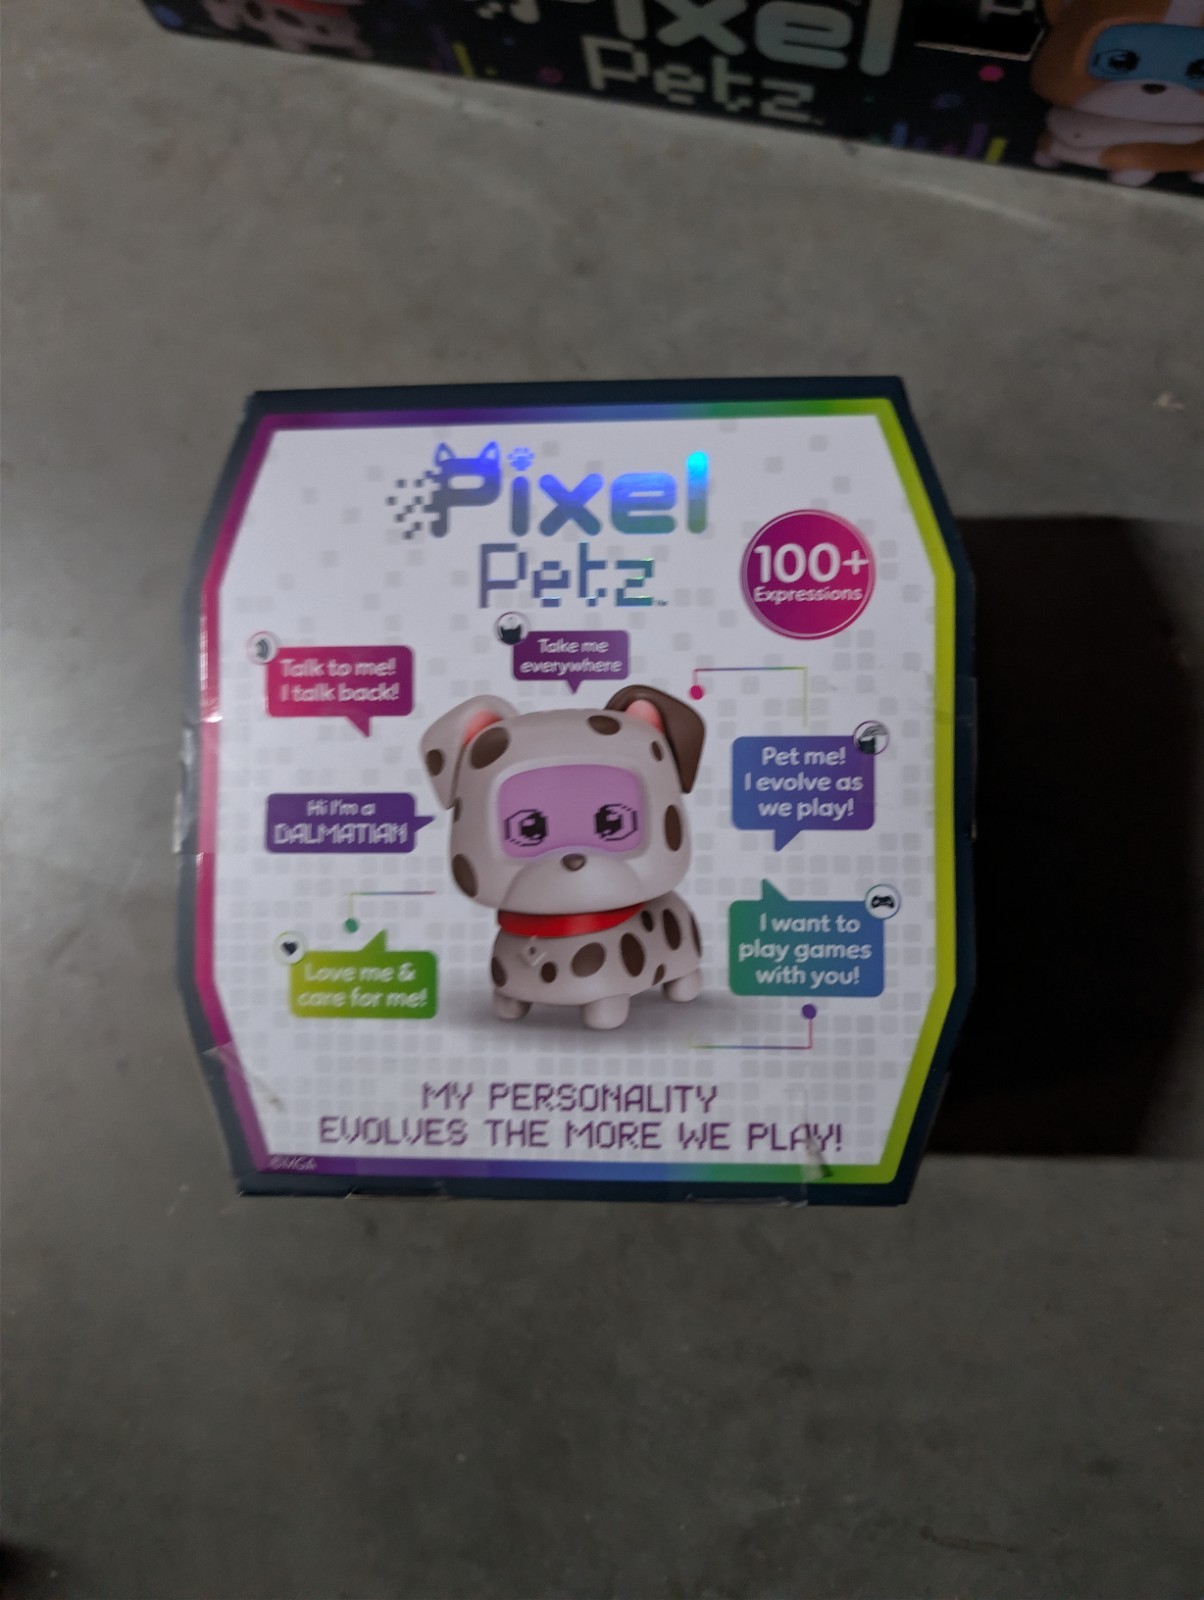 Pixel
Petz
Pixel
Petz™
100+
Expressions
Take me
everywhere
Talk to me!
I talk back!
Pet me!
I evolve as
we play!
Hi I'm a
DALMATIAN
I want to
play games
with you!
Love me &
care for me!
MY PERSONALITY
EVOLVES THE MORE WE PLAY!
©MGA